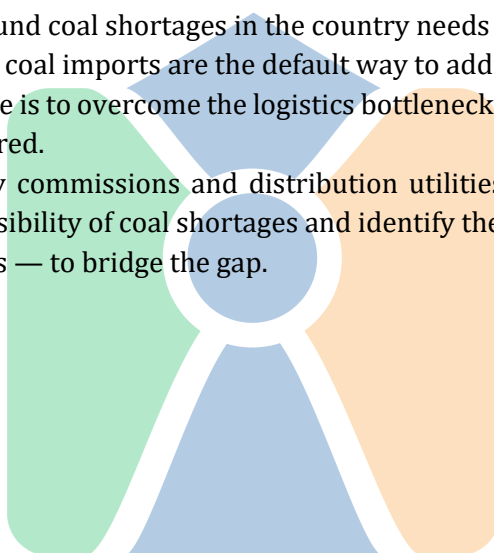 und coal shortages in the country needs
coal imports are the default way to add
e is to overcome the logistics bottleneck
red.
y commissions and distribution utilities
sibility of coal shortages and identify the
s — to bridge the gap.